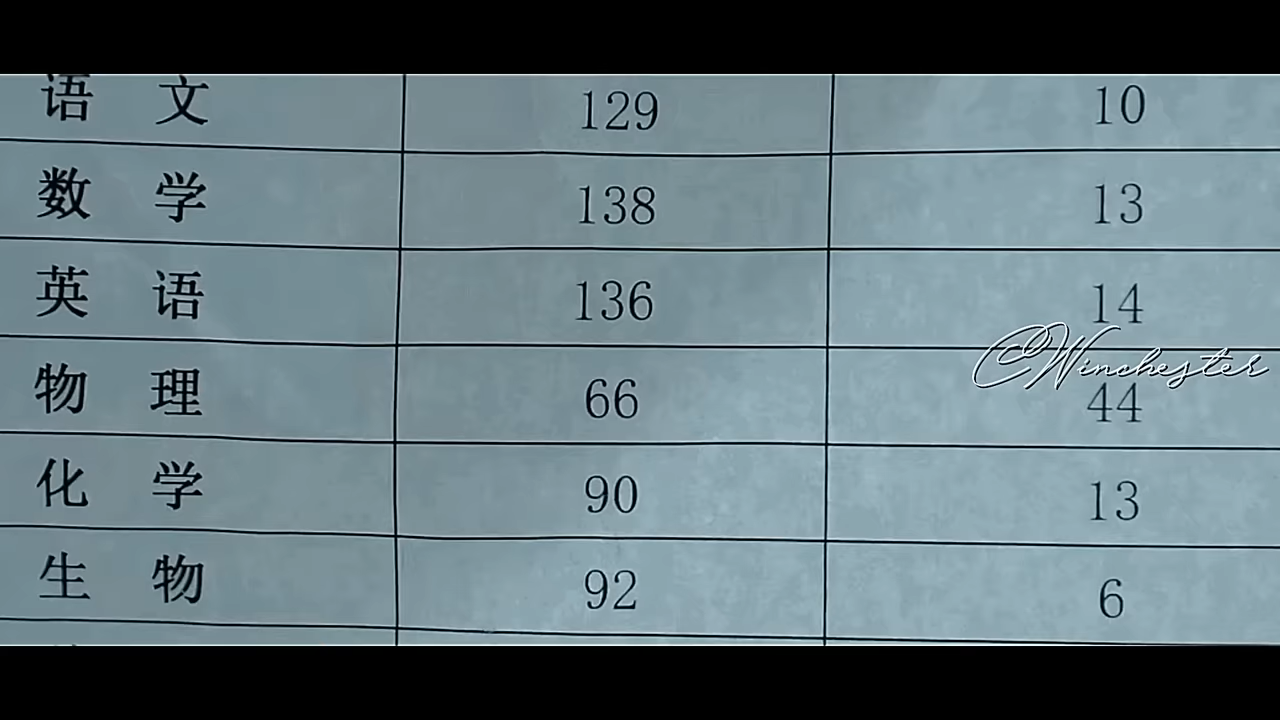 语 文 129 10
数 学 138 13
英 语 136 14
Winchester
物 理 66 44
化 学 90 13
生 物 92 6